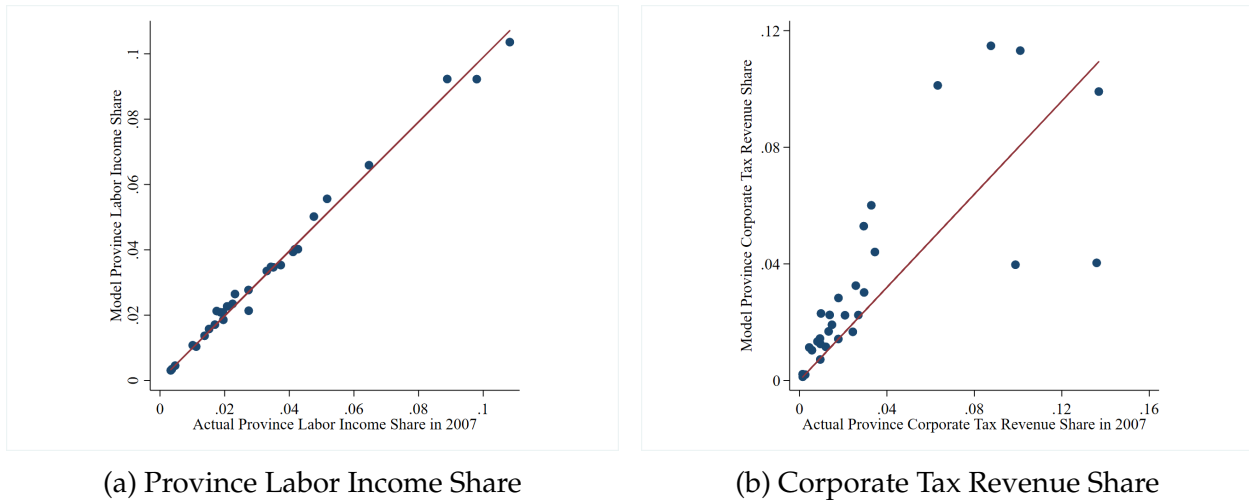 Model Province Labor Income Share
.1
.08
.06
.04
.02
0
0 .02 .04 .06 .08 .1
Actual Province Labor Income Share in 2007
(a) Province Labor Income Share
Model Province Corporate Tax Revenue Share
.12
.08
.04
0
0 .04 .08 .12 .16
Actual Province Corporate Tax Revenue Share in 2007
(b) Corporate Tax Revenue Share